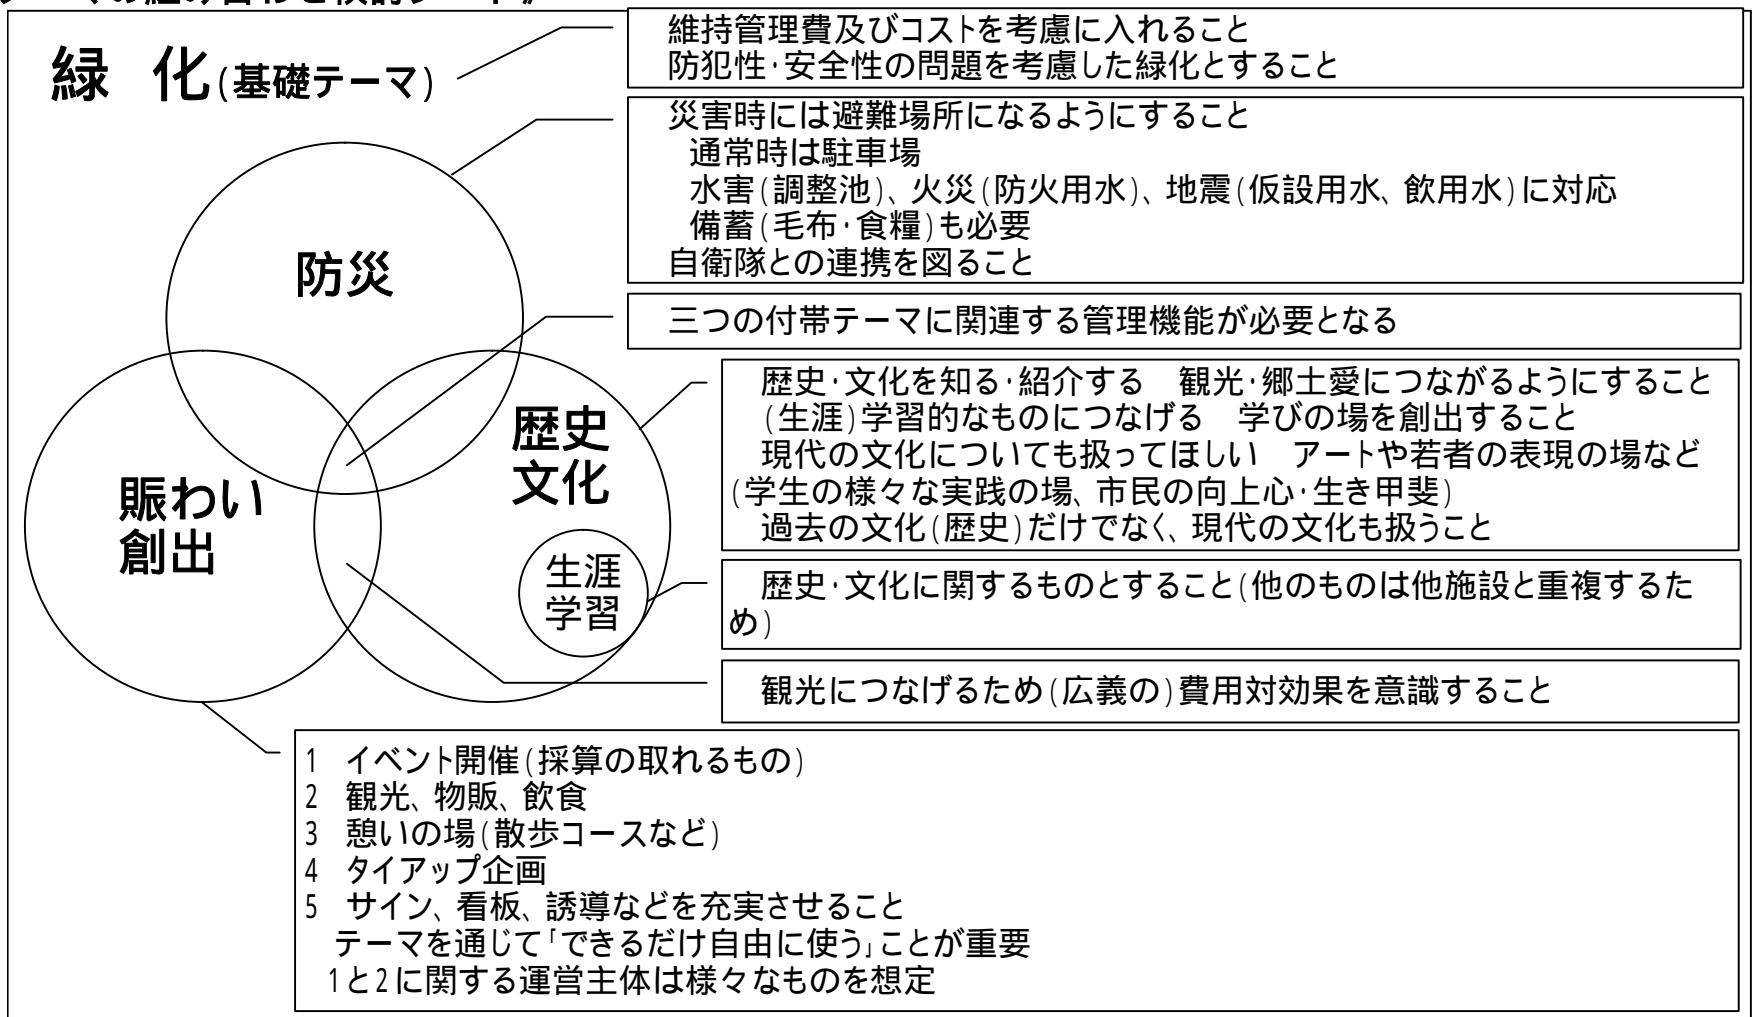 緑 化(基礎テーマ)
維持管理費及びコストを考慮に入れること
防犯性・安全性の問題を考慮した緑化とすること
災害時には避難場所になるようにすること
通常時は駐車場
水害(調整池)、火災(防火用水)、地震(仮設用水、飲用水)に対応
備蓄(毛布・食糧)も必要
自衛隊との連携を図ること
防災
三つの付帯テーマに関連する管理機能が必要となる
歴史・文化を知る・紹介する 観光・郷土愛につながるようにすること
(生涯)学習的なものにつなげる 学びの場を創出すること
現代の文化についても扱ってほしい アートや若者の表現の場など
(学生の様々な実践の場、市民の向上心・生き甲斐)
過去の文化(歴史)だけでなく、現代の文化も扱うこと
歴史
文化
賑わい
創出
生涯
学習
歴史・文化に関するものとすること(他のものは他施設と重複するた
め)
観光につなげるため(広義の)費用対効果を意識すること
1 イベント開催(採算の取れるもの)
2 観光、物販、飲食
3 憩いの場(散歩コースなど)
4 タイアップ企画
5 サイン、看板、誘導などを充実させること
テーマを通じて「できるだけ自由に使う」ことが重要
1と2に関する運営主体は様々なものを想定